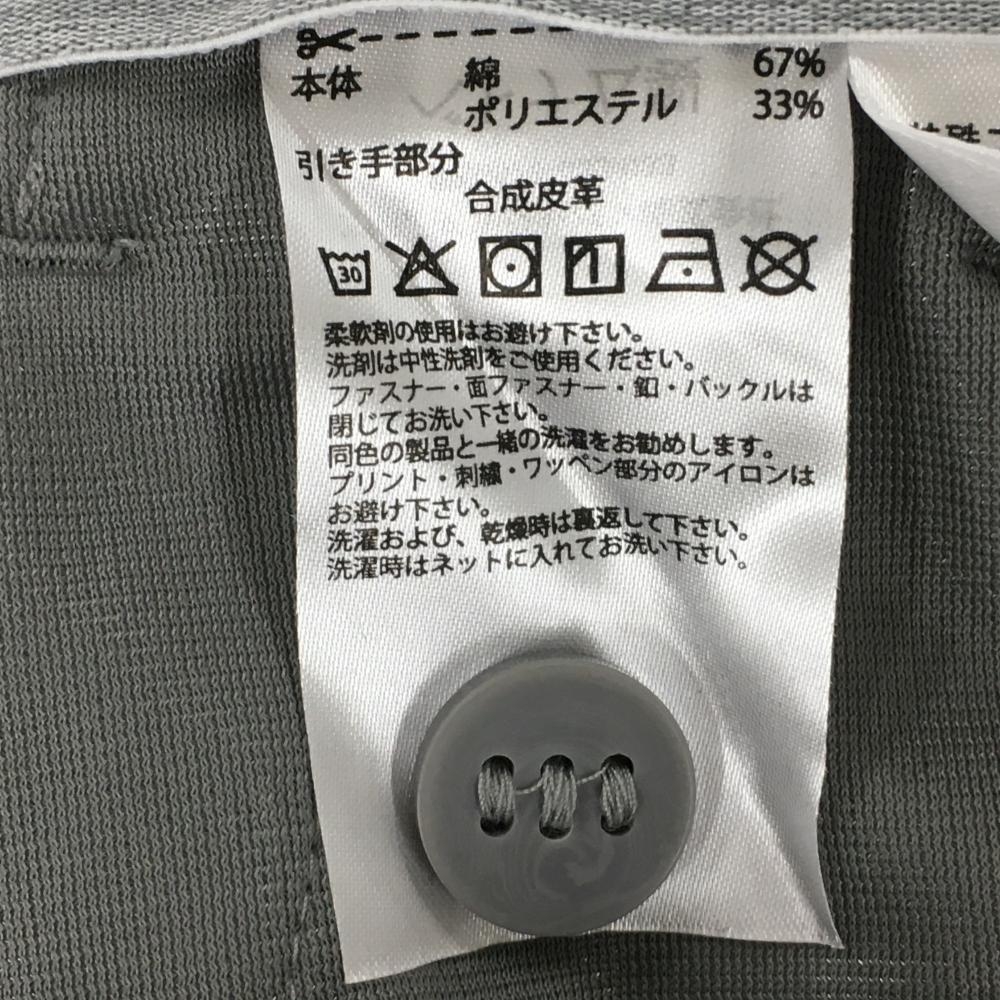 本体 綿 67%
ポリエステル 33%
引き手部分
合成皮革
30
柔軟剤の使用はお避け下さい。
洗剤は中性洗剤をご使用ください。
ファスナー・面ファスナー・釦・バックルは
閉じてお洗い下さい。
同色の製品と一緒の洗濯をお勧めします。
プリント・刺繍・ワッペン部分のアイロンは
お避け下さい。
洗濯および、乾燥時は裏返して下さい。
洗濯時はネットに入れてお洗い下さい。